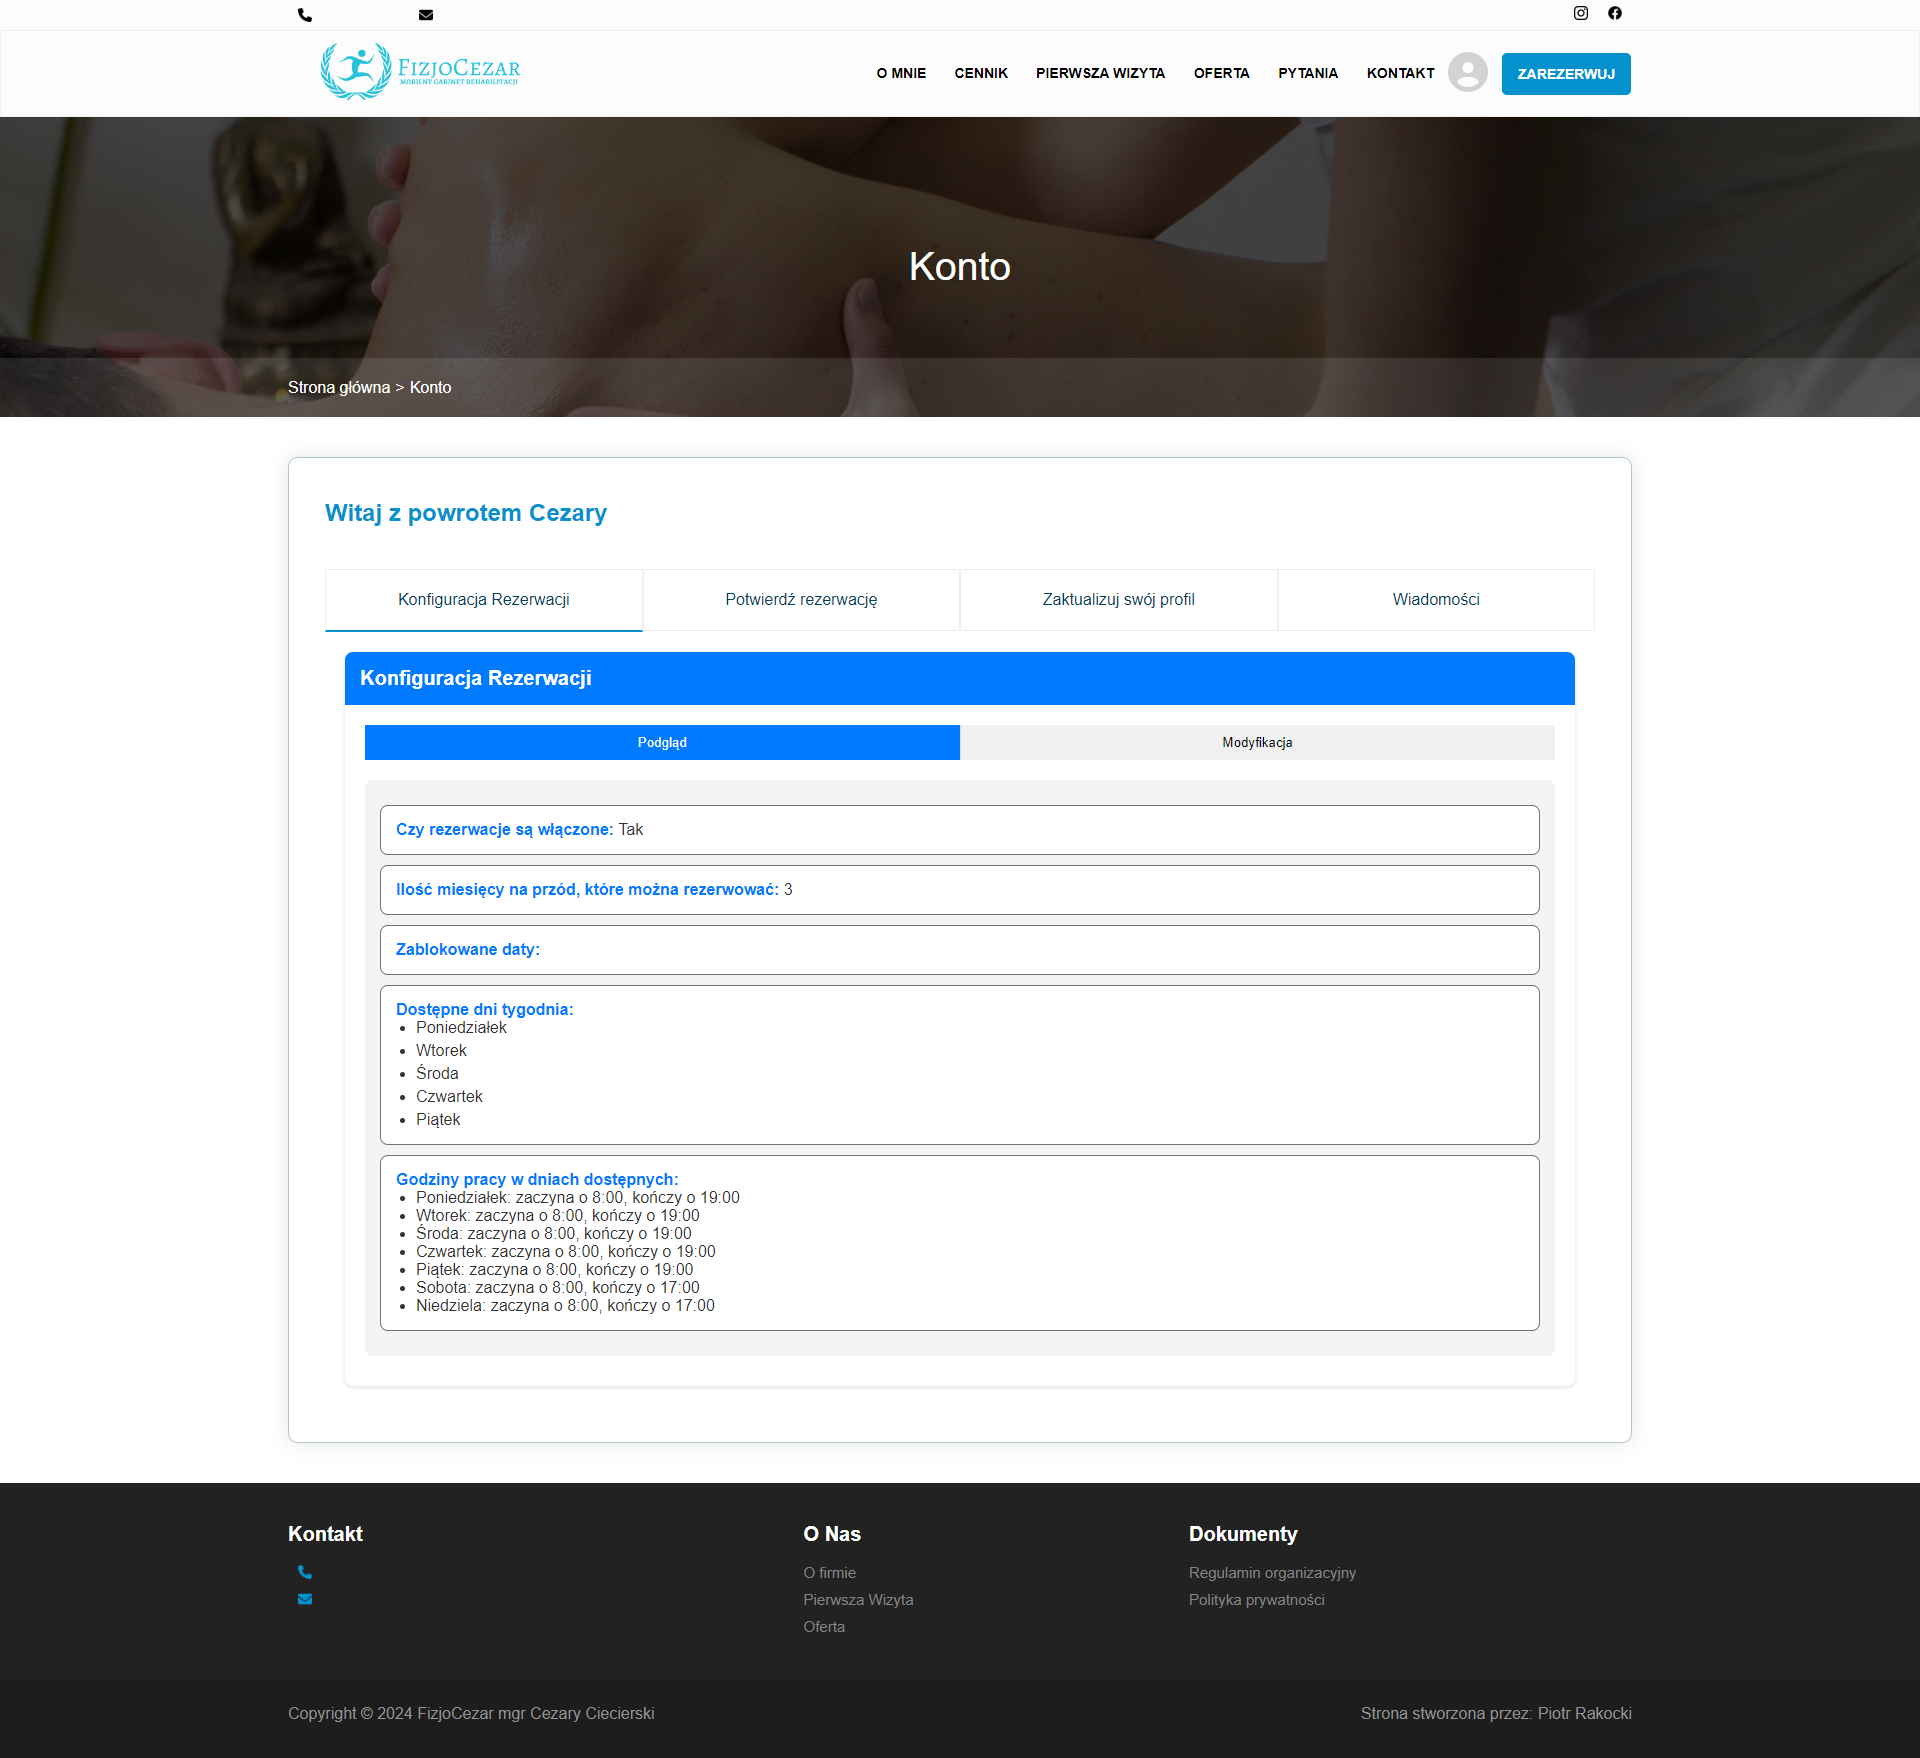 FizjoCezar
MOBILNY GABINET REHABILITACJI
O MNIE
CENNIK
PIERWSZA WIZYTA
OFERTA
PYTANIA
KONTAKT
ZAREZERWUJ
Konto
Strona główna > Konto
Witaj z powrotem Cezary
Konfiguracja Rezerwacji
Potwierdź rezerwację
Zaktualizuj swój profil
Wiadomości
Konfiguracja Rezerwacji
Podgląd
Modyfikacja
Czy rezerwacje są włączone: Tak
Ilość miesięcy na przód, które można rezerwować: 3
Zablokowane daty:
Dostępne dni tygodnia:
Poniedziałek
Wtorek
Środa
Czwartek
Piątek
Godziny pracy w dniach dostępnych:
Poniedziałek: zaczyna o 8:00, kończy o 19:00
Wtorek: zaczyna o 8:00, kończy o 19:00
Środa: zaczyna o 8:00, kończy o 19:00
Czwartek: zaczyna o 8:00, kończy o 19:00
Piątek: zaczyna o 8:00, kończy o 19:00
Sobota: zaczyna o 8:00, kończy o 17:00
Niedziela: zaczyna o 8:00, kończy o 17:00
Kontakt
O Nas
O firmie
Pierwsza Wizyta
Oferta
Dokumenty
Regulamin organizacyjny
Polityka prywatności
Copyright © 2024 FizjoCezar mgr Cezary Ciecierski
Strona stworzona przez: Piotr Rakocki